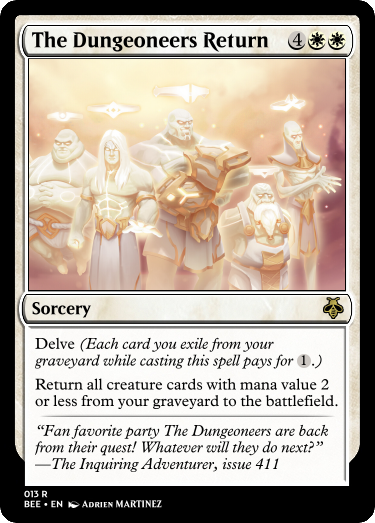 The Dungeoneers Return 4
Sorcery
Delve (Each card you exile from your
graveyard while casting this spell pays for 1.)
Return all creature cards with mana value 2
or less from your graveyard to the battlefield.
“Fan favorite party The Dungeoneers are back
from their quest! Whatever will they do next?”
—The Inquiring Adventurer, issue 411
013 R
BEE • EN Adrien Martinez